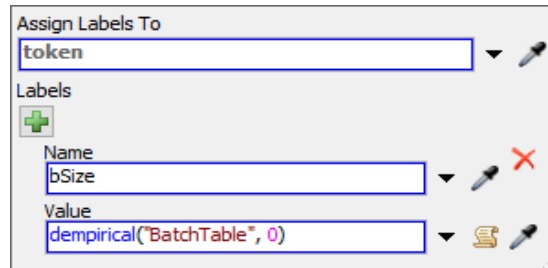 Assign Labels To
token
Labels
Name
bSize
Value
dempirical("BatchTable", 0)